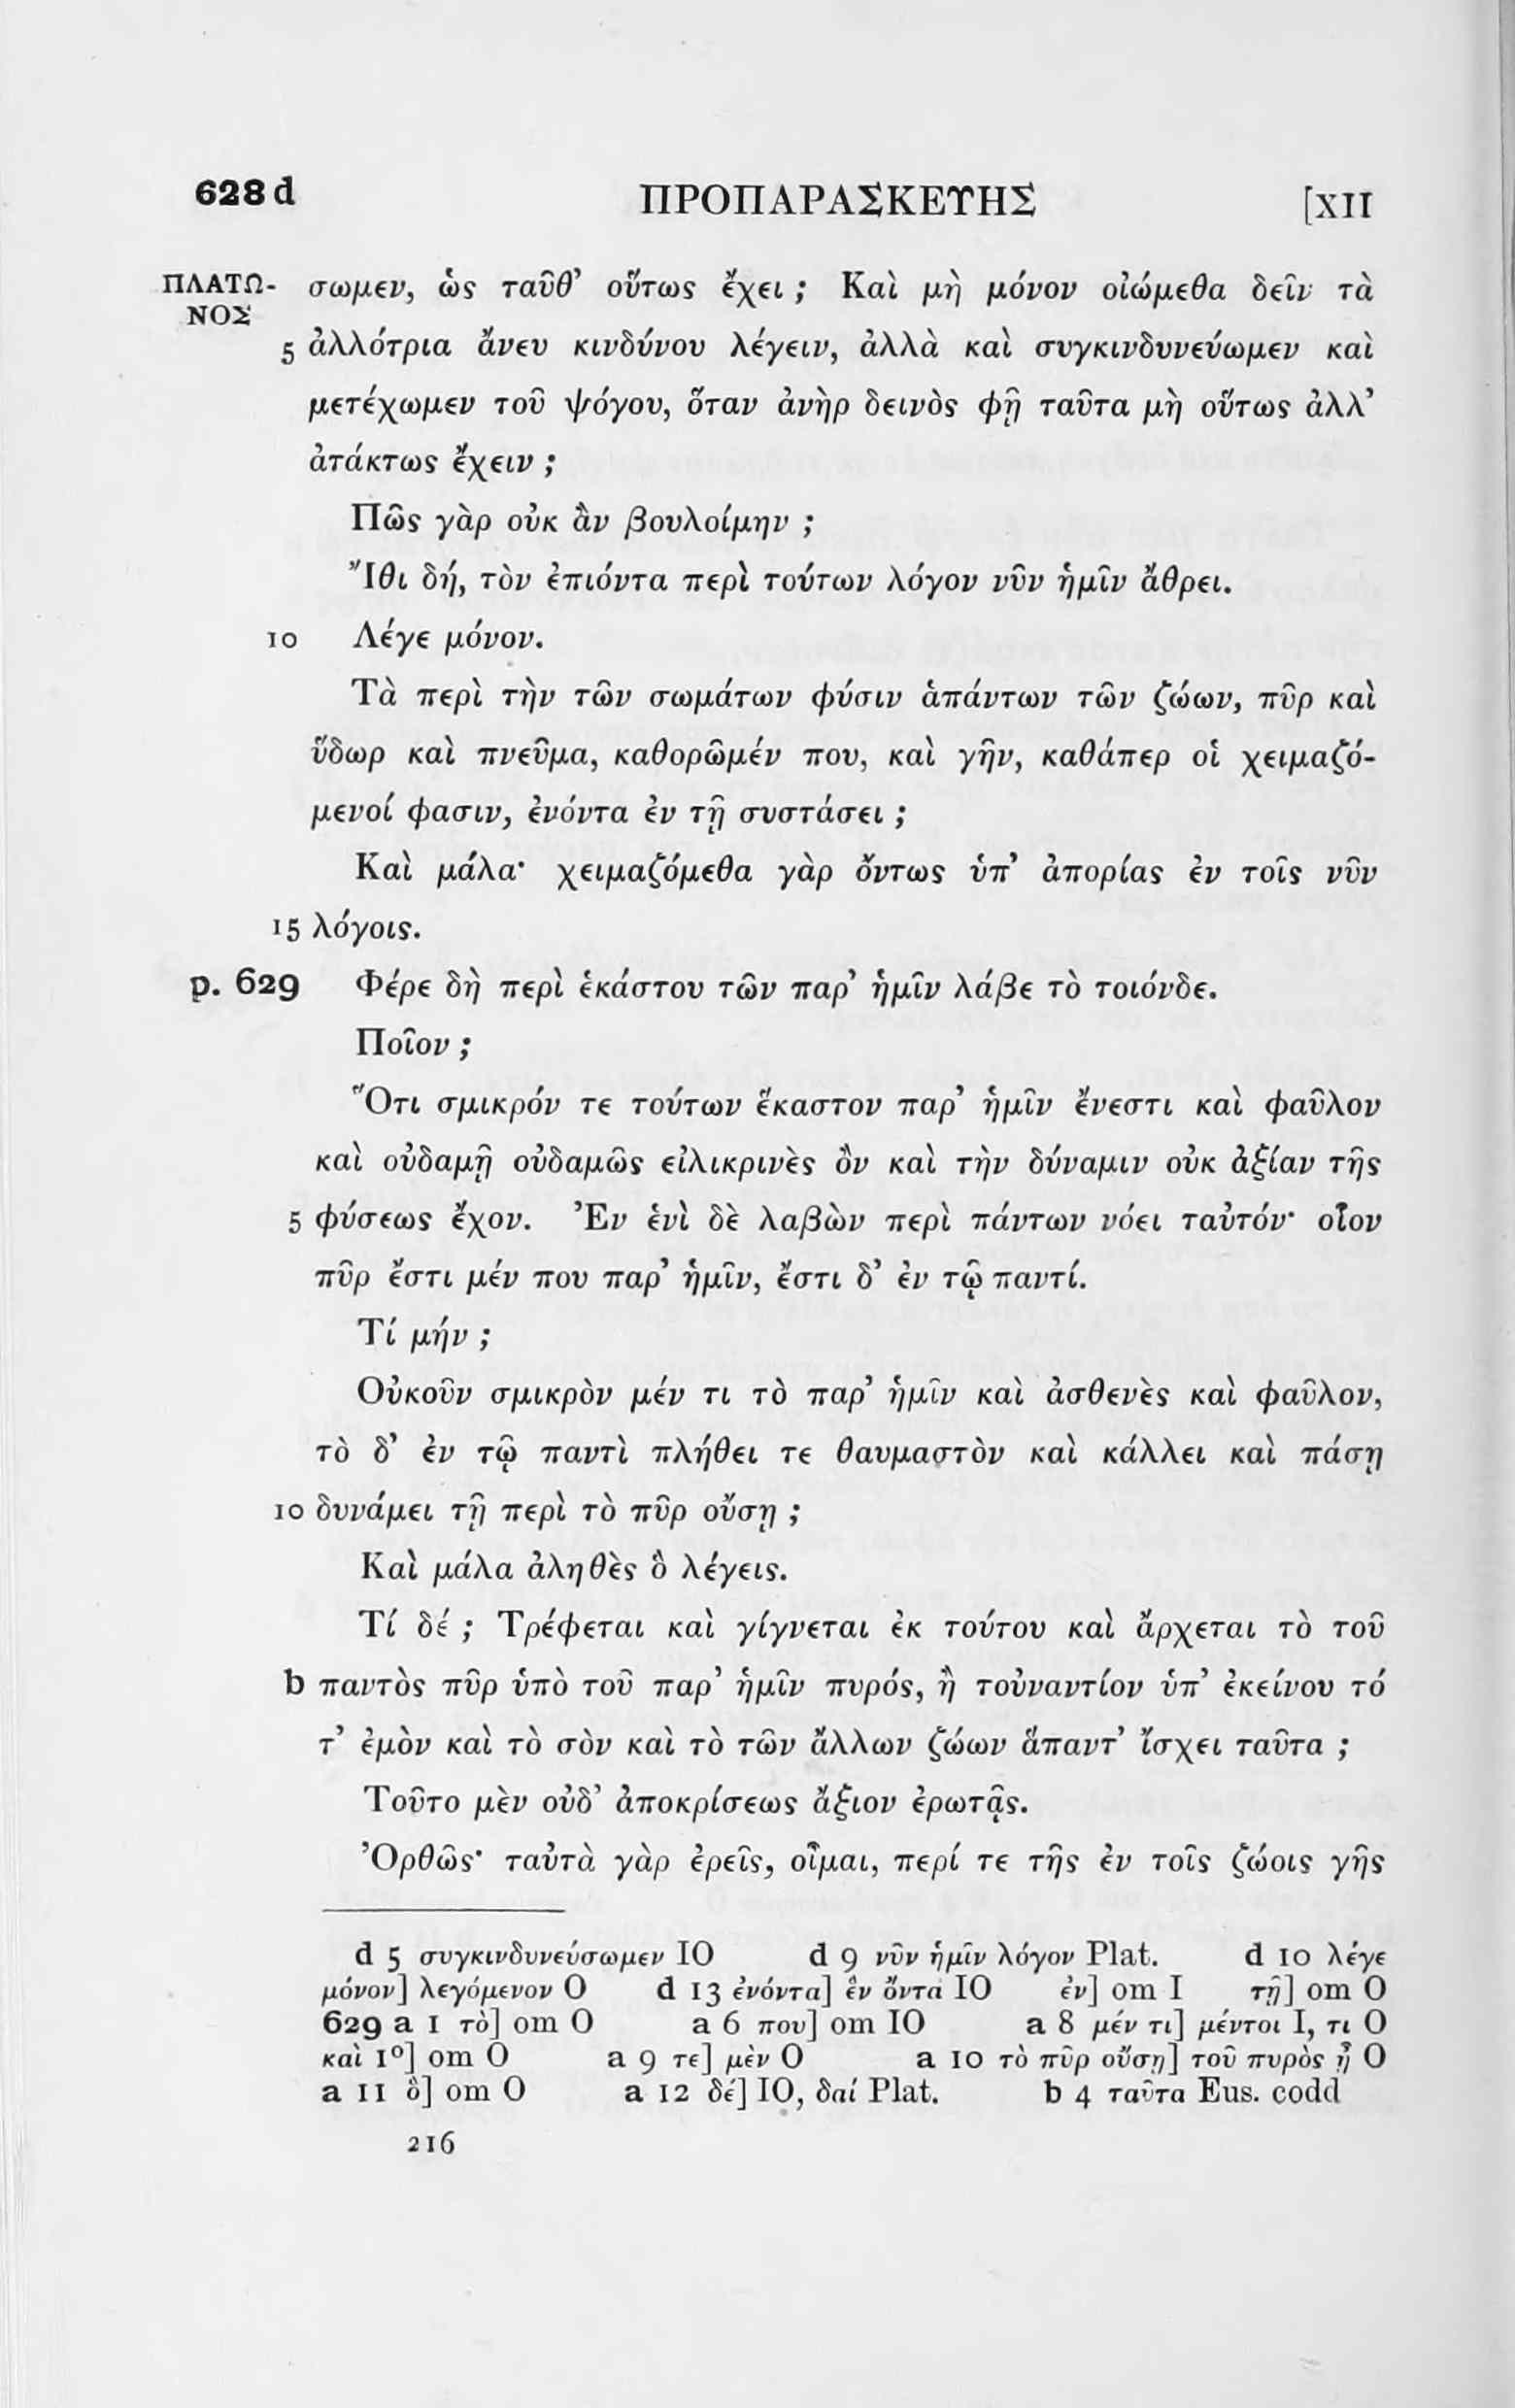 628 d ΠΡΟΠΑΡΑΣΚΕΥΗΣ [XII
ΠΛΑΤΩ- σωμεν, ὡς ταῦθ’ οὕτως ἔχει ; Καὶ μὴ μόνον οἰώμεθα δεῖν τὰ
ΝΟΣ
5 ἀλλότρια ἄνευ κινδύνου λέγειν, ἀλλὰ καὶ συγκινδυνεύωμεν καὶ
μετέχωμεν τοῦ ψόγου, ὅταν ἀνὴρ δεινὸς φῇ ταῦτα μὴ οὕτως ἀλλ’
ἀτάκτως ἔχειν ;
Πῶς γὰρ οὐκ ἂν βουλοίμην ;
Ἴθι δή, τὸν ἐπιόντα περὶ τούτων λόγον νῦν ἡμῖν ἄθρει.
10 Λέγε μόνον.
Τὰ περὶ τὴν τῶν σωμάτων φύσιν ἁπάντων τῶν ζώων, πῦρ καὶ
ὕδωρ καὶ πνεῦμα, καθορῶμέν που, καὶ γῆν, καθάπερ οἱ χειμαζό-
μενοί φασιν, ἐνόντα ἐν τῇ συστάσει ;
Καὶ μάλα· χειμαζόμεθα γὰρ ὄντως ὑπ’ ἀπορίας ἐν τοῖς νῦν
15 λόγοις.
p. 629 Φέρε δὴ περὶ ἑκάστου τῶν παρ’ ἡμῖν λάβε τὸ τοιόνδε.
Ποῖον ;
Ὅτι σμικρόν τε τούτων ἕκαστον παρ’ ἡμῖν ἔνεστι καὶ φαῦλον
καὶ οὐδαμῇ οὐδαμῶς εἰλικρινὲς ὂν καὶ τὴν δύναμιν οὐκ ἀξίαν τῆς
5 φύσεως ἔχον. Ἐν ἑνὶ δὲ λαβὼν περὶ πάντων νόει ταὐτόν· οἷον
πῦρ ἔστι μέν που παρ’ ἡμῖν, ἔστι δ’ ἐν τῷ παντί.
Τί μήν ;
Οὐκοῦν σμικρὸν μέν τι τὸ παρ’ ἡμῖν καὶ ἀσθενὲς καὶ φαῦλον,
τὸ δ’ ἐν τῷ παντὶ πλήθει τε θαυμαστὸν καὶ κάλλει καὶ πάσῃ
10 δυνάμει τῇ περὶ τὸ πῦρ οὔσῃ ;
Καὶ μάλα ἀληθὲς ὃ λέγεις.
Τί δέ ; Τρέφεται καὶ γίγνεται ἐκ τούτου καὶ ἄρχεται τὸ τοῦ
b παντὸς πῦρ ὑπὸ τοῦ παρ’ ἡμῖν πυρός, ἢ τοὐναντίον ὑπ’ ἐκείνου τό
τ’ ἐμὸν καὶ τὸ σὸν καὶ τὸ τῶν ἄλλων ζώων ἅπαντ’ ἴσχει ταῦτα ;
Τοῦτο μὲν οὐδ’ ἀποκρίσεως ἄξιον ἐρωτᾷς.
Ὀρθῶς· ταὐτὰ γὰρ ἐρεῖς, οἶμαι, περί τε τῆς ἐν τοῖς ζώοις γῆς
d 5 συγκινδυνεύσωμεν IO d 9 νῦν ἡμῖν λόγον Plat. d 10 λέγε
μόνον] λεγόμενον O d 13 ἐνόντα] ἓν ὄντα IO ἐν] om I τῇ] om O
629 a 1 τὸ] om O a 6 που] om IO a 8 μέν τι] μέντοι I, τι O
καὶ 1º] om O a 9 τε] μὲν O a 10 τὸ πῦρ οὔσῃ] τοῦ πυρὸς ᾖ O
a 11 ὃ] om O a 12 δέ] IO, δαί Plat. b 4 ταῦτα Eus. codd
216